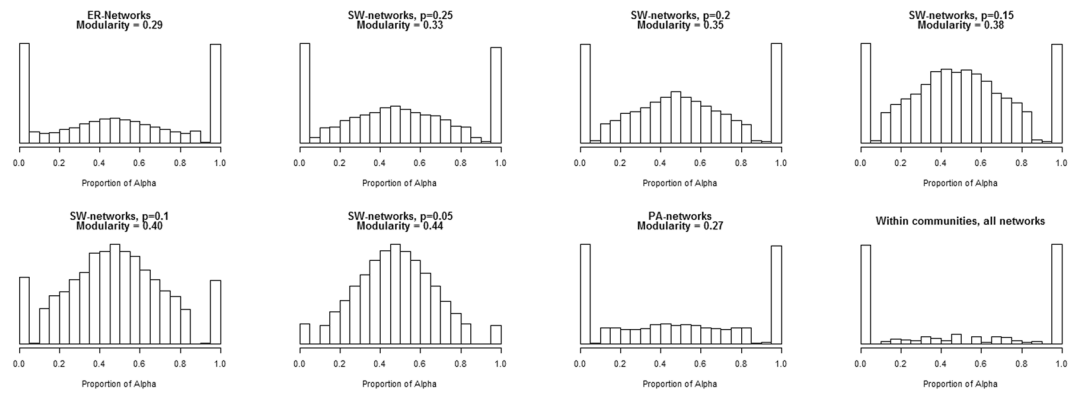 ER-Networks
Modularity = 0.29
0.0 0.2 0.4 0.6 0.8 1.0
Proportion of Alpha
SW-networks, p=0.25
Modularity = 0.33
0.0 0.2 0.4 0.6 0.8 1.0
Proportion of Alpha
SW-networks, p=0.2
Modularity = 0.35
0.0 0.2 0.4 0.6 0.8 1.0
Proportion of Alpha
SW-networks, p=0.15
Modularity = 0.38
0.0 0.2 0.4 0.6 0.8 1.0
Proportion of Alpha
SW-networks, p=0.1
Modularity = 0.40
0.0 0.2 0.4 0.6 0.8 1.0
Proportion of Alpha
SW-networks, p=0.05
Modularity = 0.44
0.0 0.2 0.4 0.6 0.8 1.0
Proportion of Alpha
PA-networks
Modularity = 0.27
0.0 0.2 0.4 0.6 0.8 1.0
Proportion of Alpha
Within communities, all networks
0.0 0.2 0.4 0.6 0.8 1.0
Proportion of Alpha